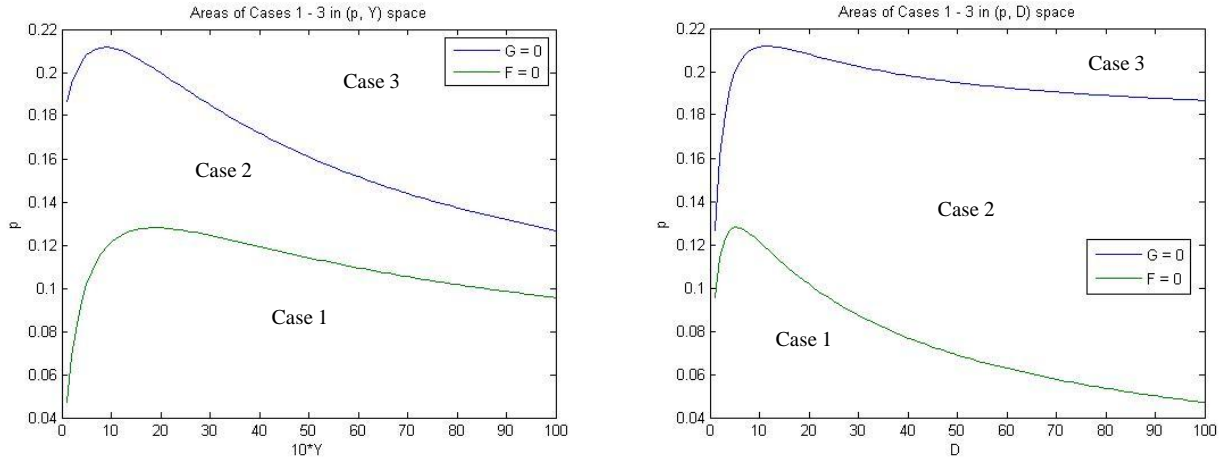 Areas of Cases 1 - 3 in (p, Y) space
0.22
0.2
0.18
0.16
0.14
0.12
0.1
0.08
0.06
0.04
p
G = 0
F = 0
Case 3
Case 2
Case 1
0 10 20 30 40 50 60 70 80 90 100
10*Y
Areas of Cases 1 - 3 in (p, D) space
0.22
0.2
0.18
0.16
0.14
0.12
0.1
0.08
0.06
0.04
p
Case 3
Case 2
G = 0
F = 0
Case 1
0 10 20 30 40 50 60 70 80 90 100
D